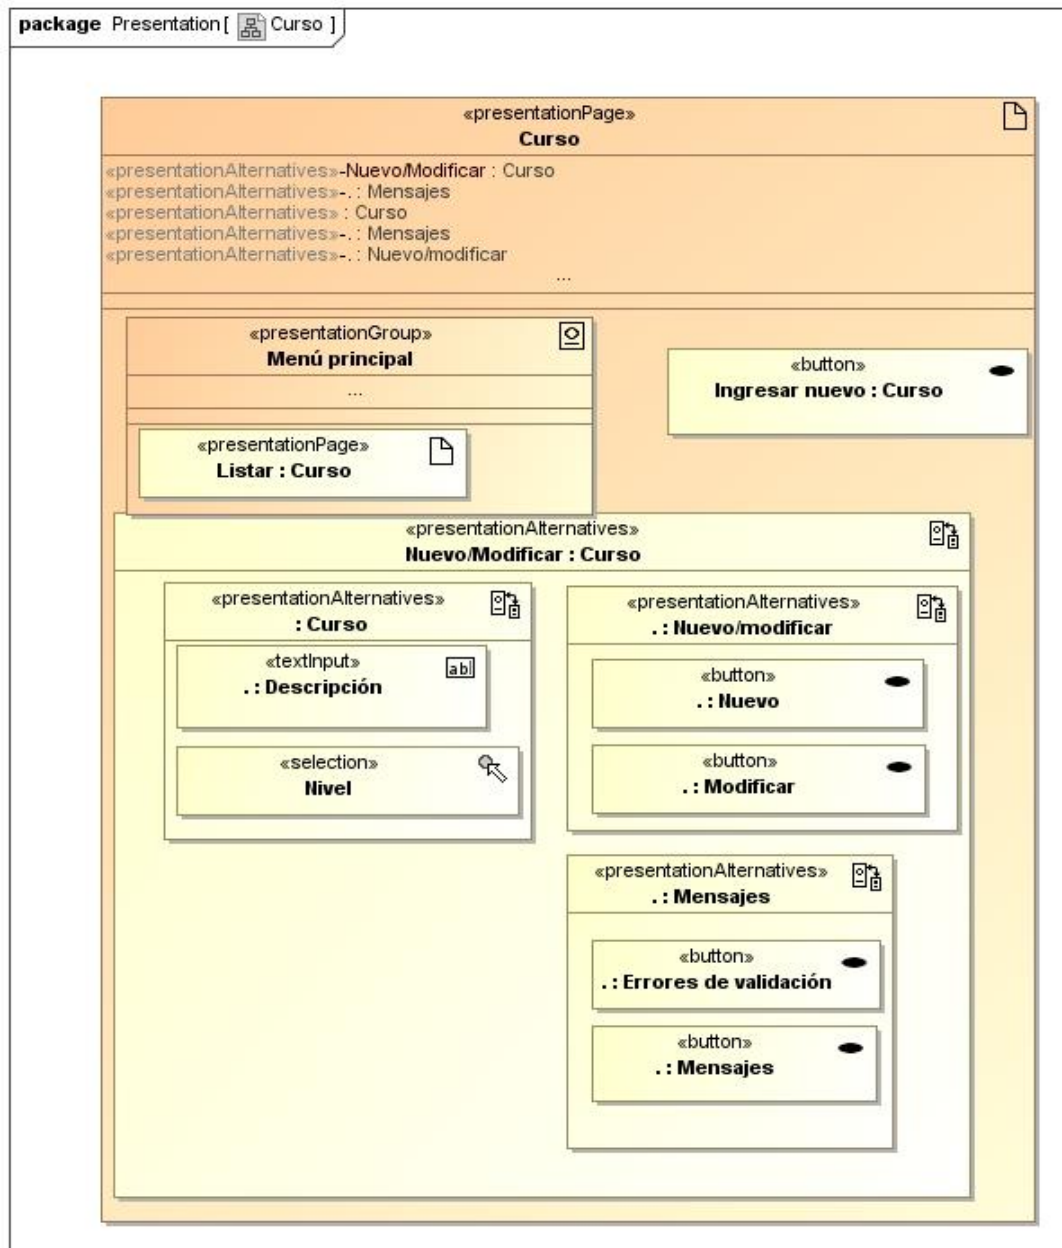 package Presentation[ Curso ]
«presentationPage»
Curso
«presentationAlternatives»-Nuevo/Modificar : Curso
«presentationAlternatives»-. : Mensajes
«presentationAlternatives» : Curso
«presentationAlternatives»-. : Mensajes
«presentationAlternatives»-. : Nuevo/modificar
...
«presentationGroup»
Menú principal
...
«presentationPage»
Listar : Curso
«button»
Ingresar nuevo : Curso
«presentationAlternatives»
Nuevo/Modificar : Curso
«presentationAlternatives»
: Curso
«textInput»
. : Descripción
ab|
«selection»
Nivel
«presentationAlternatives»
. : Nuevo/modificar
«button»
. : Nuevo
«button»
. : Modificar
«presentationAlternatives»
. : Mensajes
«button»
. : Errores de validación
«button»
. : Mensajes